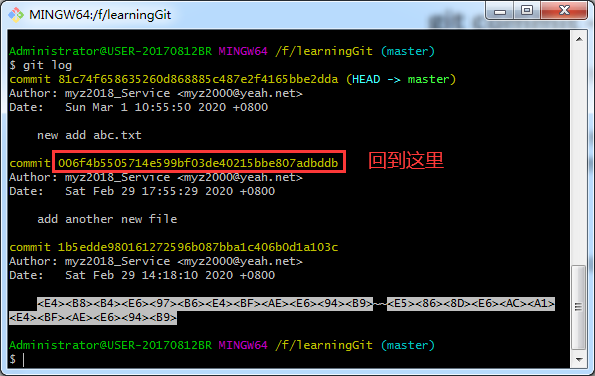 MINGW64:/f/learningGit
Administrator@USER-20170812BR MINGW64 /f/learningGit (master)
$ git log
commit 81c74f658635260d868885c487e2f4165bbe2dda (HEAD -> master)
Author: myz2018_Service <myz2000@yeah.net>
Date:   Sun Mar 1 10:55:50 2020 +0800
new add abc.txt
commit 006f4b5505714e599bf03de40215bbe807adbddb 回到这里
Author: myz2018_Service <myz2000@yeah.net>
Date:   Sat Feb 29 17:55:29 2020 +0800
add another new file
commit 1b5edde980161272596b087bba1c406b0d1a103c
Author: myz2018_Service <myz2000@yeah.net>
Date:   Sat Feb 29 14:18:10 2020 +0800
<E4><B8><B4><E6><97><B6><E4><BF><AE><E6><94><B9>~~<E5><86><8D><E6><AC><A1>
<E4><BF><AE><E6><94><B9>
Administrator@USER-20170812BR MINGW64 /f/learningGit (master)
$